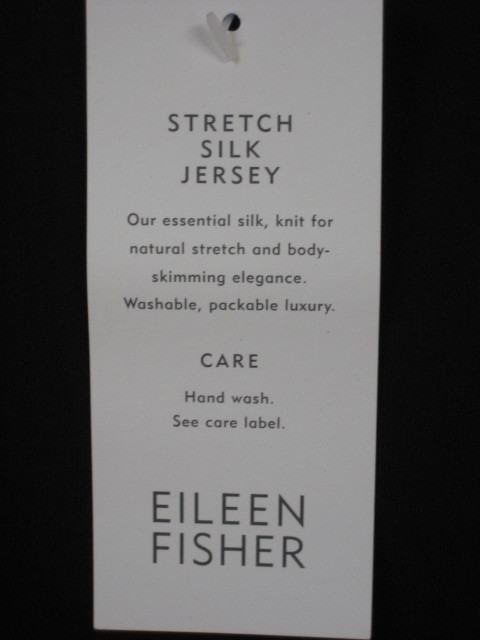 STRETCH
SILK
JERSEY
Our essential silk, knit for
natural stretch and body-
skimming elegance.
Washable, packable luxury.
CARE
Hand wash.
See care label.
EILEEN
FISHER